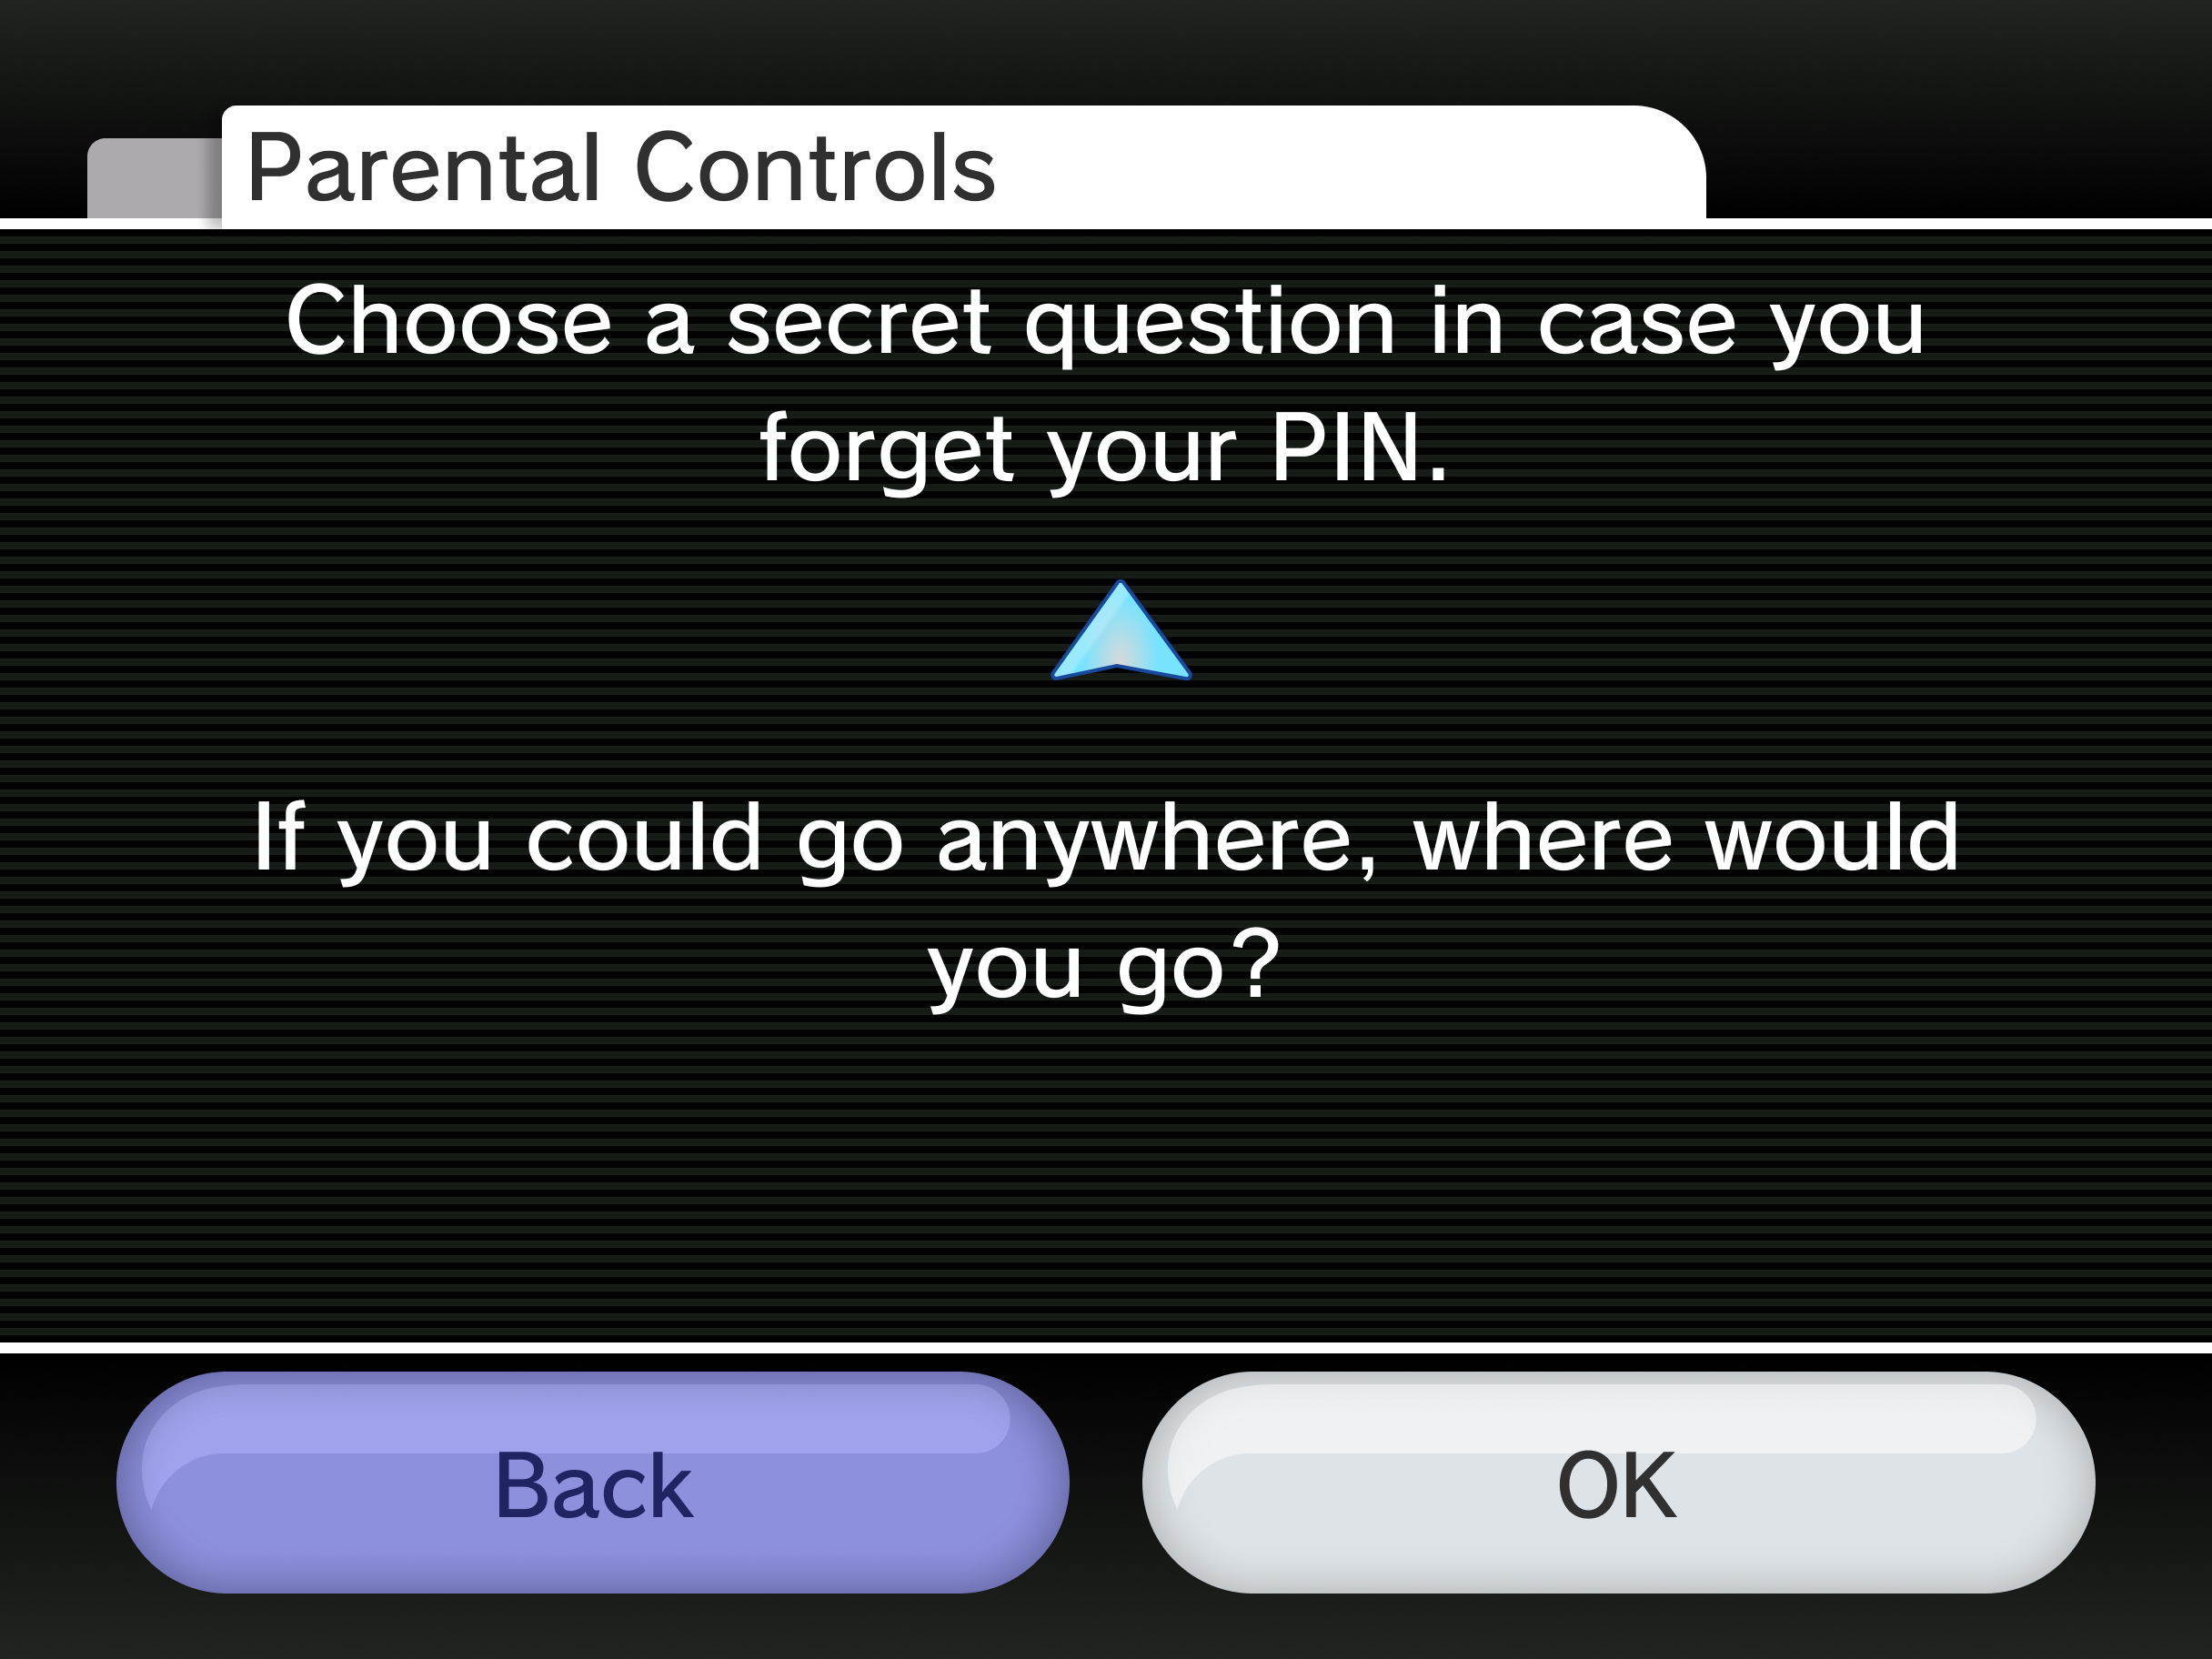 Parental Controls
Choose a secret question in case you
forget your PIN.
If you could go anywhere, where would
you go?
Back
OK